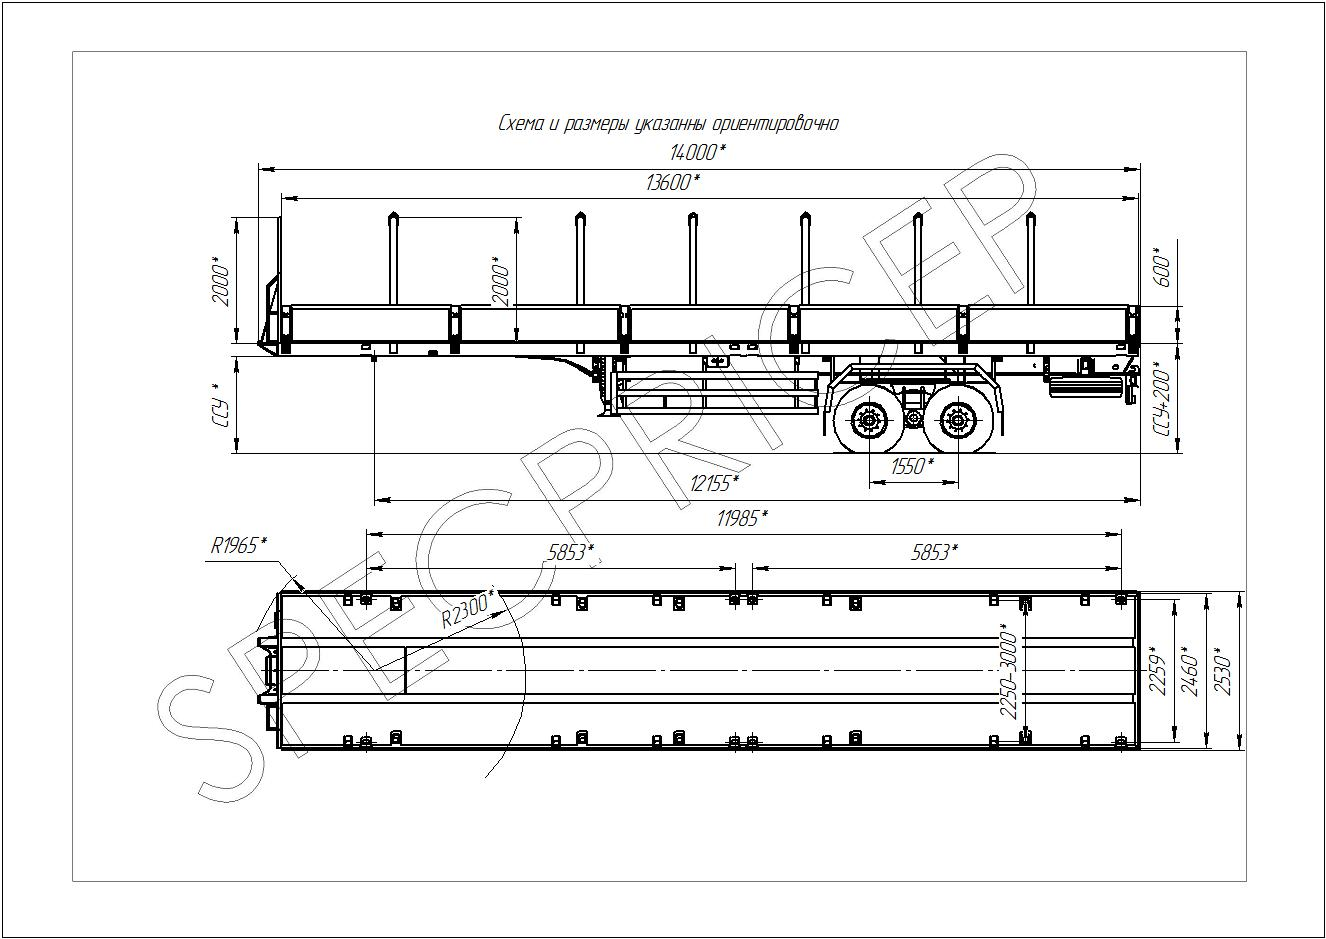 Схема и размеры указанны ориентировочно
14000*
13600*
2000*
2000*
600*
ССУ *
ССУ+200*
1550*
12155*
11985*
R1965*
5853*
5853*
R2300*
2250-3000*
2259*
2460*
2530*
SPECPRICEP